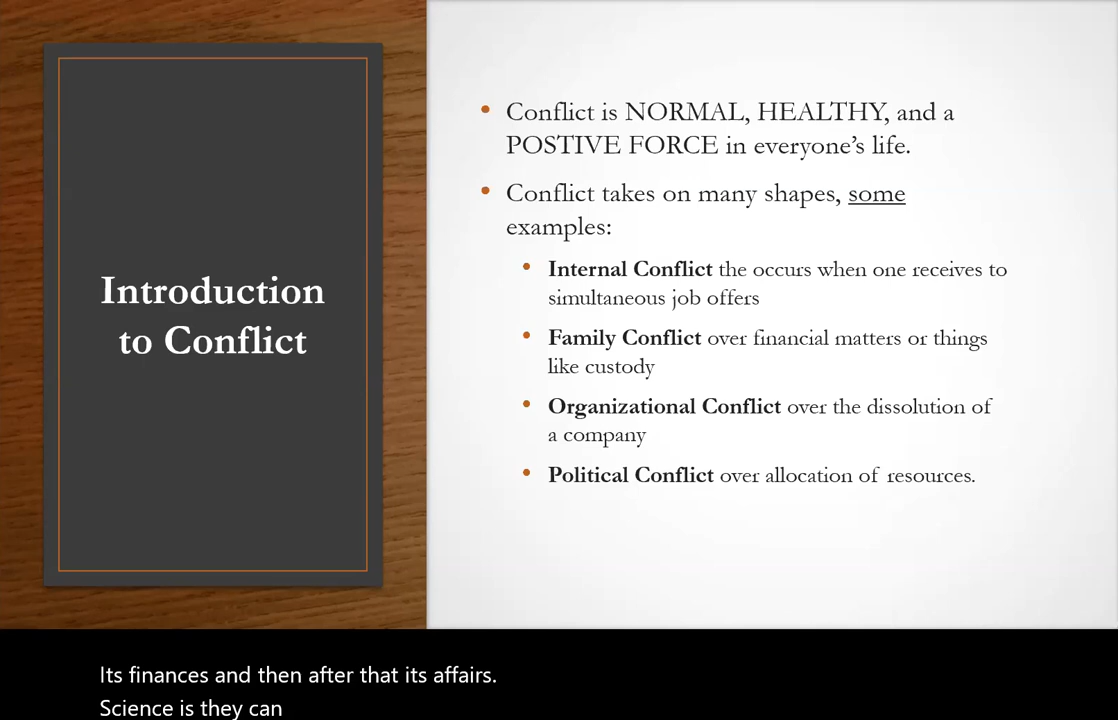 Introduction
to Conflict
• Conflict is NORMAL, HEALTHY, and a
POSTIVE FORCE in everyone’s life.
• Conflict takes on many shapes, some
examples:
• Internal Conflict the occurs when one receives to
simultaneous job offers
• Family Conflict over financial matters or things
like custody
• Organizational Conflict over the dissolution of
a company
• Political Conflict over allocation of resources.
Its finances and then after that its affairs.
Science is they can